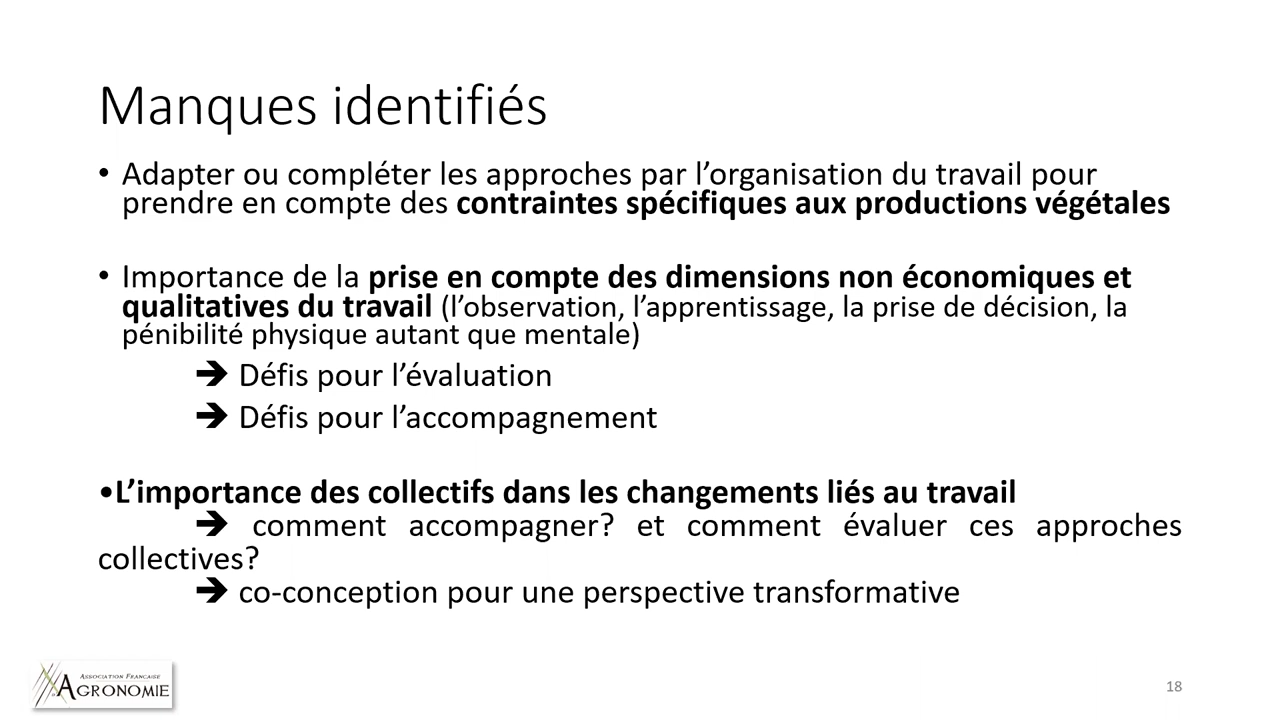 Manques identifiés
• Adapter ou compléter les approches par l’organisation du travail pour
prendre en compte des contraintes spécifiques aux productions végétales
• Importance de la prise en compte des dimensions non économiques et
qualitatives du travail (l’observation, l’apprentissage, la prise de décision, la
pénibilité physique autant que mentale)
➔ Défis pour l’évaluation
➔ Défis pour l’accompagnement
•L’importance des collectifs dans les changements liés au travail
➔ comment accompagner? et comment évaluer ces approches
collectives?
➔ co-conception pour une perspective transformative
Association Française
Agronomie
18